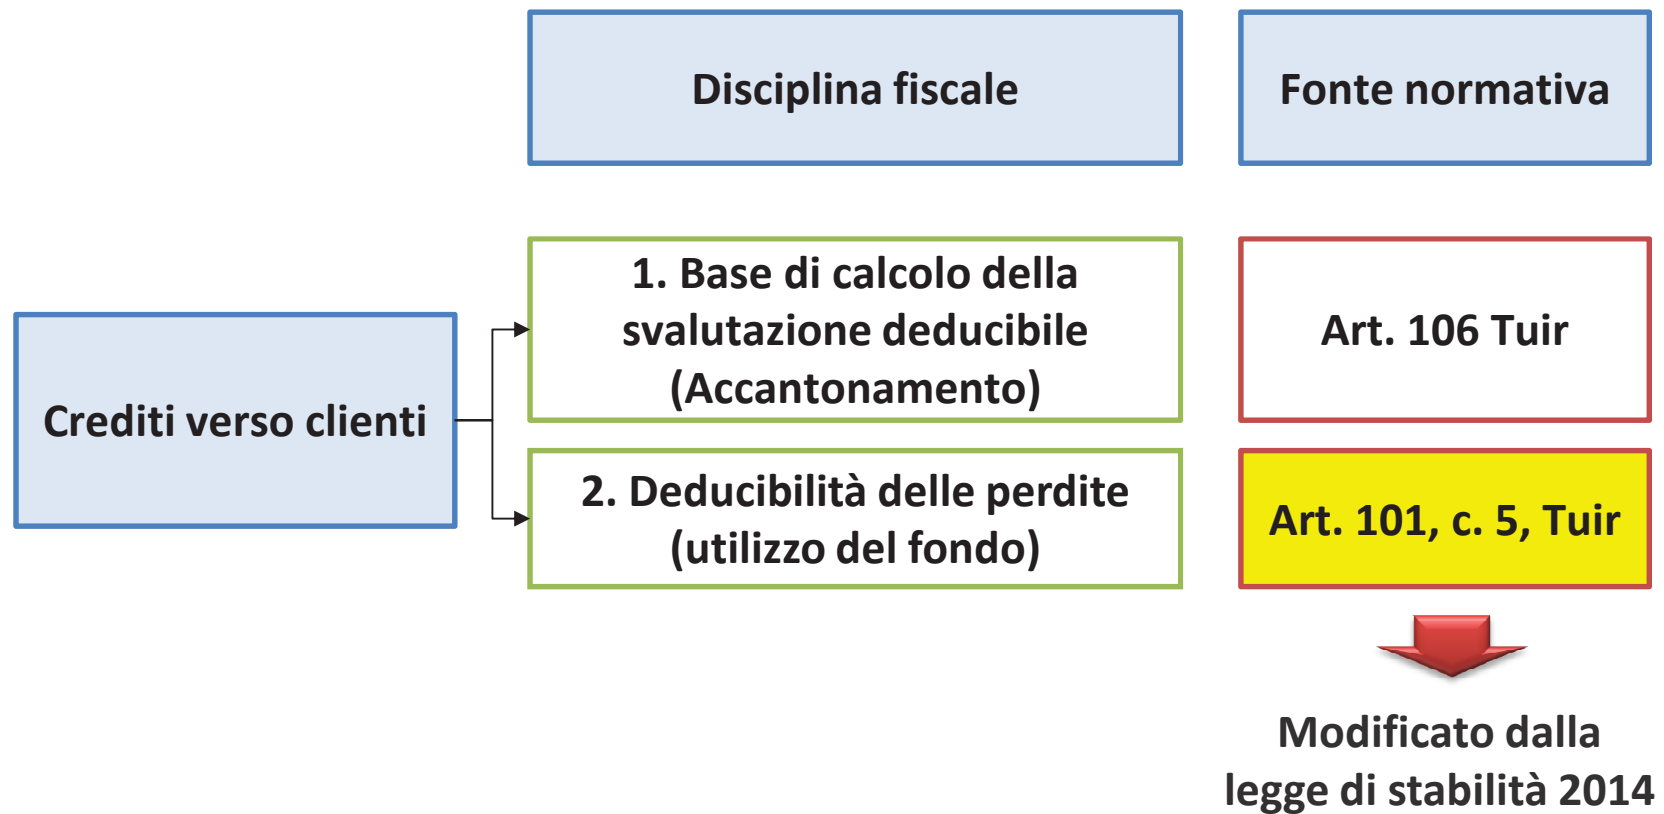 Disciplina fiscale
Fonte normativa
Crediti verso clienti
1. Base di calcolo della
svalutazione deducibile
(Accantonamento)
Art. 106 Tuir
2. Deducibilità delle perdite
(utilizzo del fondo)
Art. 101, c. 5, Tuir
Modificato dalla
legge di stabilità 2014